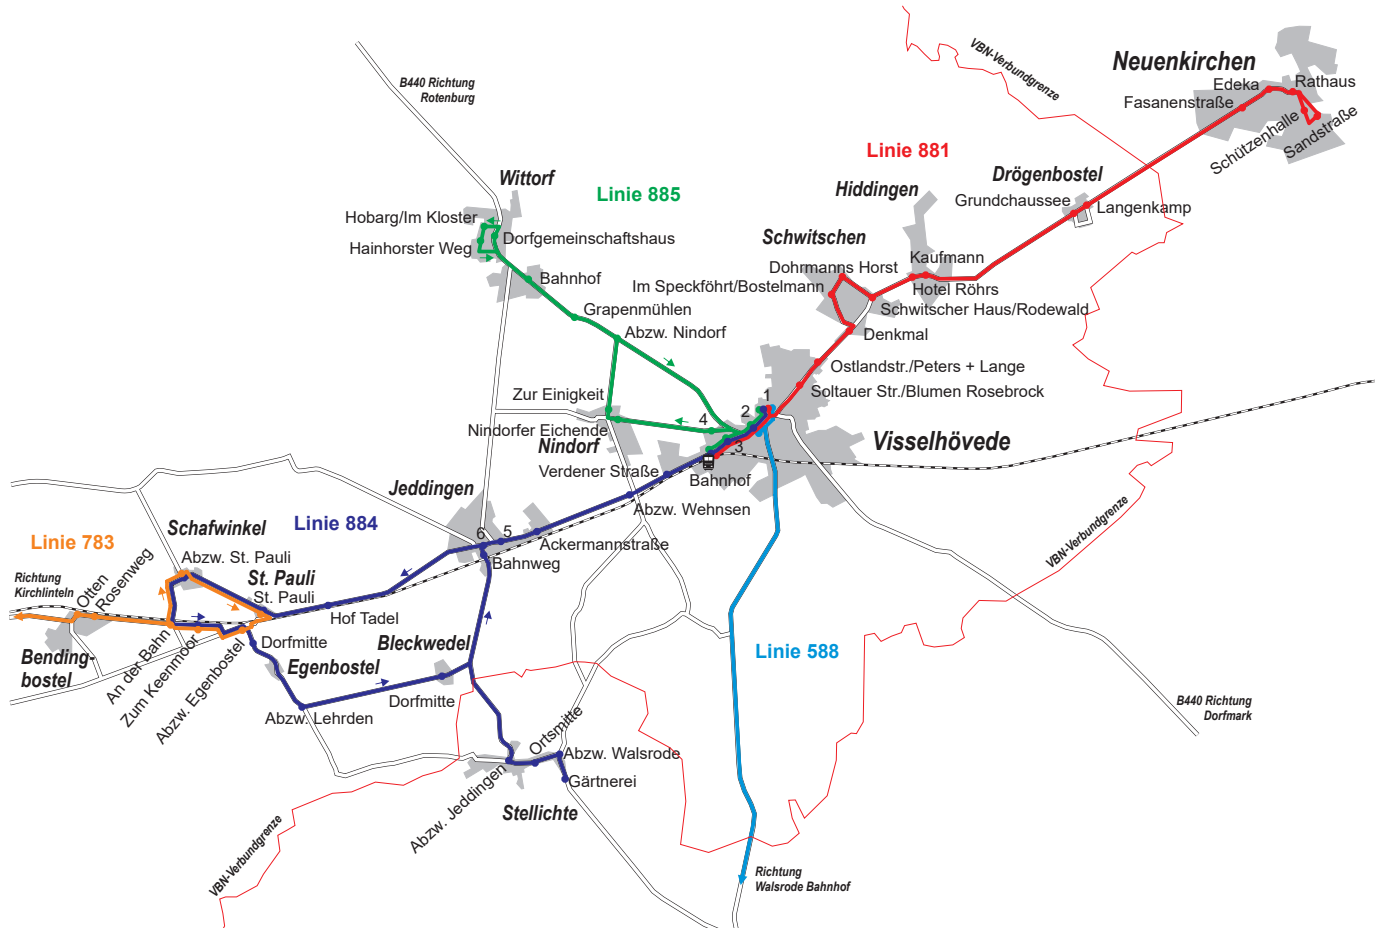 VBN-Verbundgrenze
Neuenkirchen
Edeka
Rathaus
Fasanenstraße
Schützenhalle
Sandstraße
B440 Richtung
Rotenburg
Linie 881
Hiddingen
Drögenbostel
Grundchaussee
Langenkamp
Wittorf
Linie 885
Hobarg/Im Kloster
Dorfgemeinschaftshaus
Hainhorster Weg
Bahnhof
Grapenmühlen
Abzw. Nindorf
Schwitschen
Dohrmanns Horst
Kaufmann
Im Speckföhrt/Bostelmann
Hotel Röhrs
Schwitscher Haus/Rodewald
Denkmal
Ostlandstr./Peters + Lange
Soltauer Str./Blumen Rosebrock
Zur Einigkeit
1
2
4
3
Nindorfer Eichende
Nindorf
Visselhövede
Verdener Straße
Bahnhof
Abzw. Wehnsen
Jeddingen
6
5
Ackermannstraße
Bahnweg
VBN-Verbundgrenze
Schafwinkel
Linie 884
Linie 783
Abzw. St. Pauli
St. Pauli
St. Pauli
Richtung
Kirchlinteln
Otten
Rosenweg
Hof Tadel
Bleckwedel
Dorfmitte
Egenbostel
Bending-
bostel
An der Bahn
Zum Keenmoor
Abzw. Egenbostel
Dorfmitte
Abzw. Lehrden
Linie 588
B440 Richtung
Dorfmark
Ortsmitte
Abzw. Walsrode
Gärtnerei
Abzw. Jeddingen
Stellichte
VBN-Verbundgrenze
Richtung
Walsrode Bahnhof